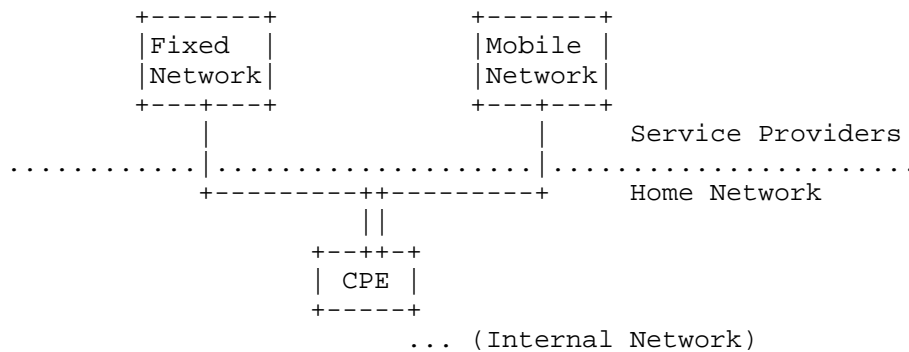 Fixed Mobile
Network Network
Service Providers
Home Network
CPE
... (Internal Network)